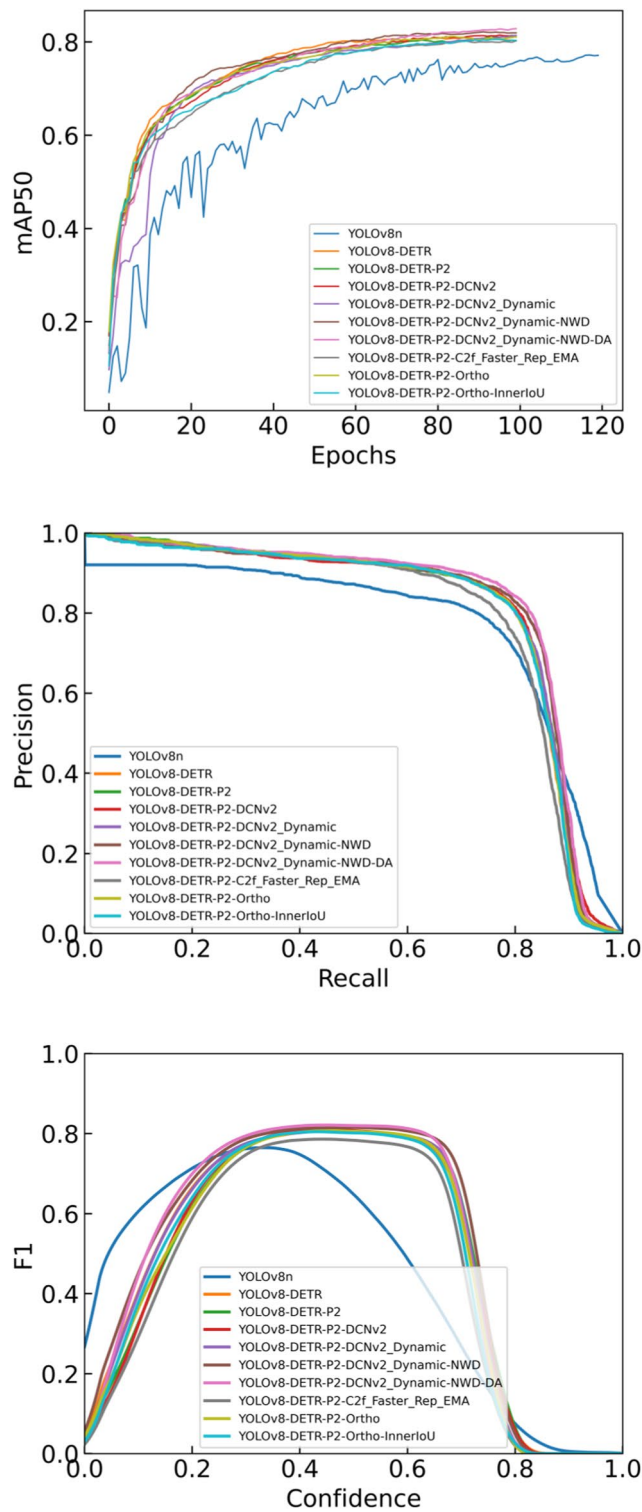 0.8
0.6
0.4
0.2
mAP50
0 20 40 60 80 100 120
Epochs
YOLOv8n
YOLOv8-DETR
YOLOv8-DETR-P2
YOLOv8-DETR-P2-DCNv2
YOLOv8-DETR-P2-DCNv2_Dynamic
YOLOv8-DETR-P2-DCNv2_Dynamic-NWD
YOLOv8-DETR-P2-DCNv2_Dynamic-NWD-DA
YOLOv8-DETR-P2-C2f_Faster_Rep_EMA
YOLOv8-DETR-P2-Ortho
YOLOv8-DETR-P2-Ortho-InnerIoU
1.0
0.8
0.6
0.4
0.2
0.0
Precision
YOLOv8n
YOLOv8-DETR
YOLOv8-DETR-P2
YOLOv8-DETR-P2-DCNv2
YOLOv8-DETR-P2-DCNv2_Dynamic
YOLOv8-DETR-P2-DCNv2_Dynamic-NWD
YOLOv8-DETR-P2-DCNv2_Dynamic-NWD-DA
YOLOv8-DETR-P2-C2f_Faster_Rep_EMA
YOLOv8-DETR-P2-Ortho
YOLOv8-DETR-P2-Ortho-InnerIoU
0.0 0.2 0.4 0.6 0.8 1.0
Recall
1.0
0.8
0.6
0.4
0.2
0.0
F1
YOLOv8n
YOLOv8-DETR
YOLOv8-DETR-P2
YOLOv8-DETR-P2-DCNv2
YOLOv8-DETR-P2-DCNv2_Dynamic
YOLOv8-DETR-P2-DCNv2_Dynamic-NWD
YOLOv8-DETR-P2-DCNv2_Dynamic-NWD-DA
YOLOv8-DETR-P2-C2f_Faster_Rep_EMA
YOLOv8-DETR-P2-Ortho
YOLOv8-DETR-P2-Ortho-InnerIoU
0.0 0.2 0.4 0.6 0.8 1.0
Confidence